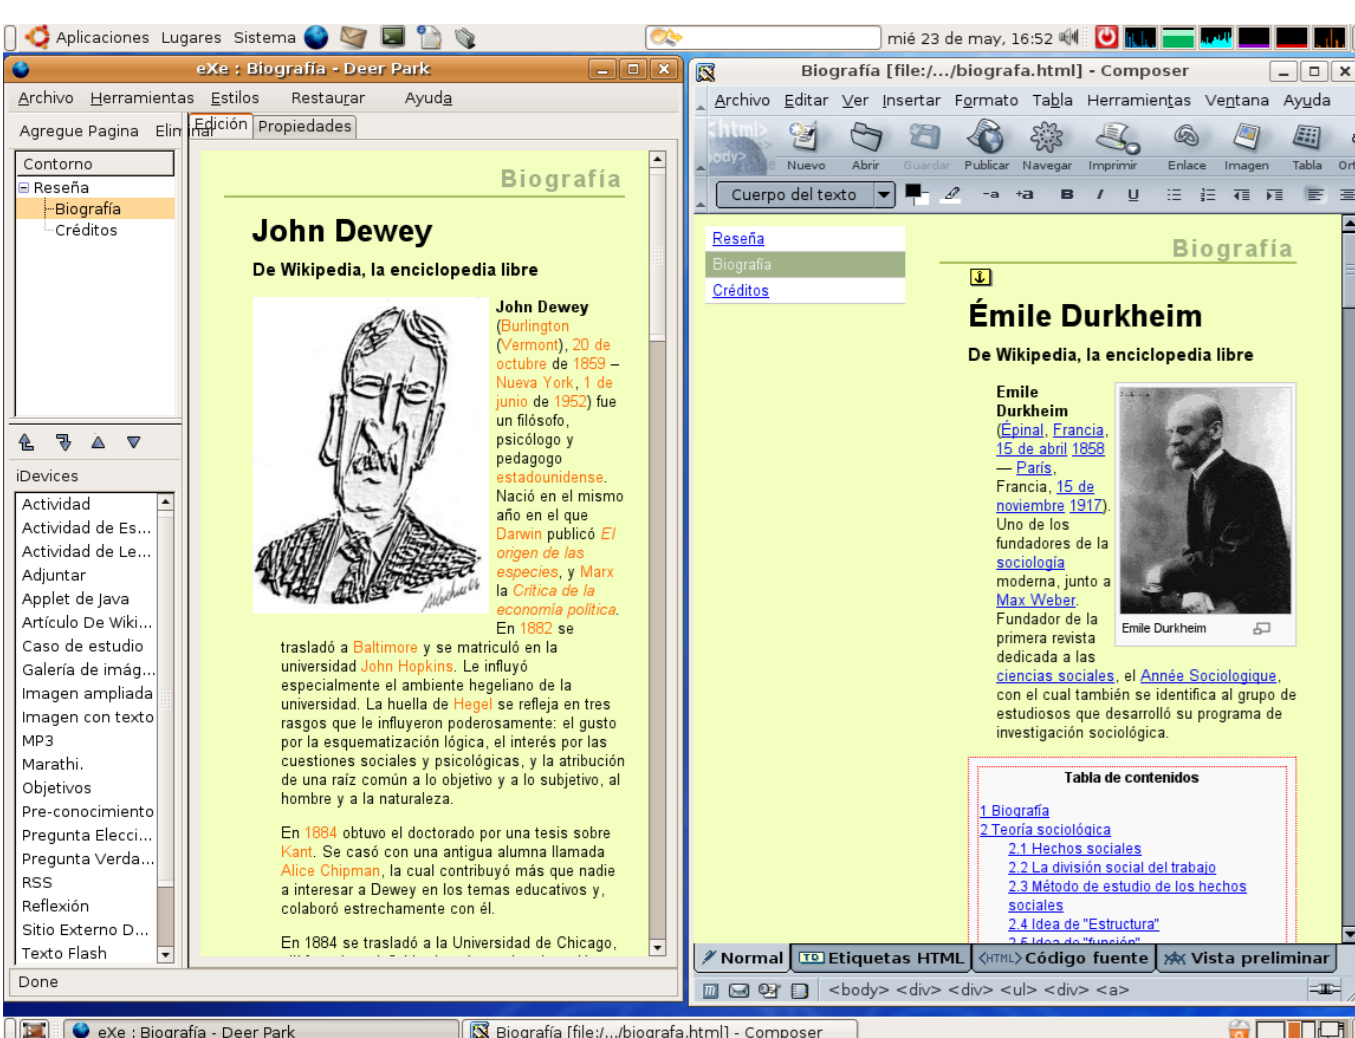 Aplicaciones Lugares Sistema
mié 23 de may, 16:52
eXe : Biografía - Deer Park
Archivo Herramientas Estilos Restaurar Ayuda
Agregue Pagina
Edición Propiedades
Contorno
Reseña
Biografía
Créditos
iDevices
Actividad
Actividad de Es...
Actividad de Le...
Adjuntar
Applet de Java
Artículo De Wiki...
Caso de estudio
Galería de imág...
Imagen ampliada
Imagen con texto
MP3
Marathi.
Objetivos
Pre-conocimiento
Pregunta Elecci...
Pregunta Verda...
RSS
Reflexión
Sitio Externo D...
Texto Flash
Done
Biografía
John Dewey
De Wikipedia, la enciclopedia libre
John Dewey
(Burlington
(Vermont), 20 de
octubre de 1859 –
Nueva York, 1 de
junio de 1952) fue
un filósofo,
psicólogo y
pedagogo
estadounidense.
Nació en el mismo
año en el que
Darwin publicó El
origen de las
especies, y Marx
la Crítica de la
economía política.
En 1882 se
trasladó a Baltimore y se matriculó en la
universidad John Hopkins. Le influyó
especialmente el ambiente hegeliano de la
universidad. La huella de Hegel se refleja en tres
rasgos que le influyeron poderosamente: el gusto
por la esquematización lógica, el interés por las
cuestiones sociales y psicológicas, y la atribución
de una raíz común a lo objetivo y a lo subjetivo, al
hombre y a la naturaleza.
En 1884 obtuvo el doctorado por una tesis sobre
Kant. Se casó con una antigua alumna llamada
Alice Chipman, la cual contribuyó más que nadie
a interesar a Dewey en los temas educativos y,
colaboró estrechamente con él.
En 1884 se trasladó a la Universidad de Chicago,
Biografía [file:/.../biografa.html] - Composer
Archivo Editar Ver Insertar Formato Tabla Herramientas Ventana Ayuda
Nuevo Abrir Guardar Publicar Navegar Imprimir Enlace Imagen Tabla
Cuerpo del texto
Reseña
Biografía
Créditos
Biografía
Émile Durkheim
De Wikipedia, la enciclopedia libre
Emile
Durkheim
(Épinal, Francia,
15 de abril 1858
— París,
Francia, 15 de
noviembre 1917).
Uno de los
fundadores de la
sociología
moderna, junto a
Max Weber.
Fundador de la
primera revista
dedicada a las
ciencias sociales, el Année Sociologique,
con el cual también se identifica al grupo de
estudiosos que desarrolló su programa de
investigación sociológica.
Emile Durkheim
Tabla de contenidos
1 Biografía
2 Teoría sociológica
2.1 Hechos sociales
2.2 La división social del trabajo
2.3 Método de estudio de los hechos
sociales
2.4 Idea de "Estructura"
2.5 Idea de "función"
Normal Etiquetas HTML Código fuente Vista preliminar
<body> <div> <div> <ul> <div> <a>
eXe : Biografía - Deer Park
Biografía [file:/.../biografa.html] - Composer